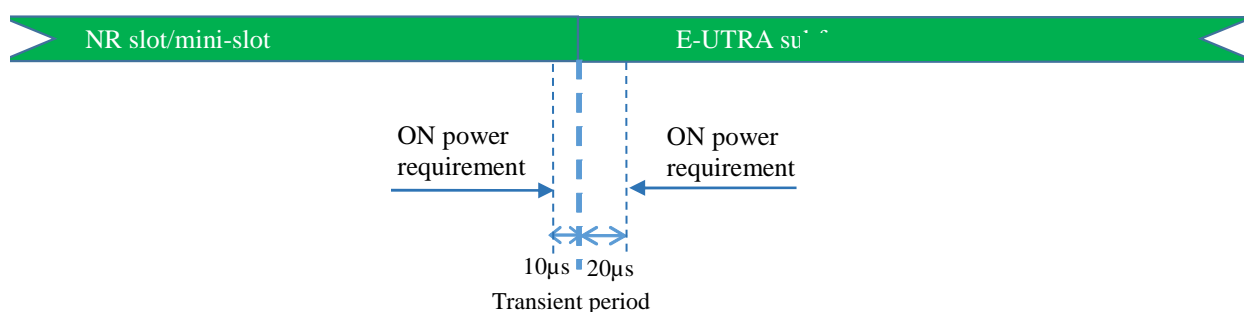 NR slot/mini-slot
E-UTRA
ON power
requirement
ON power
requirement
10µs
20µs
Transient period